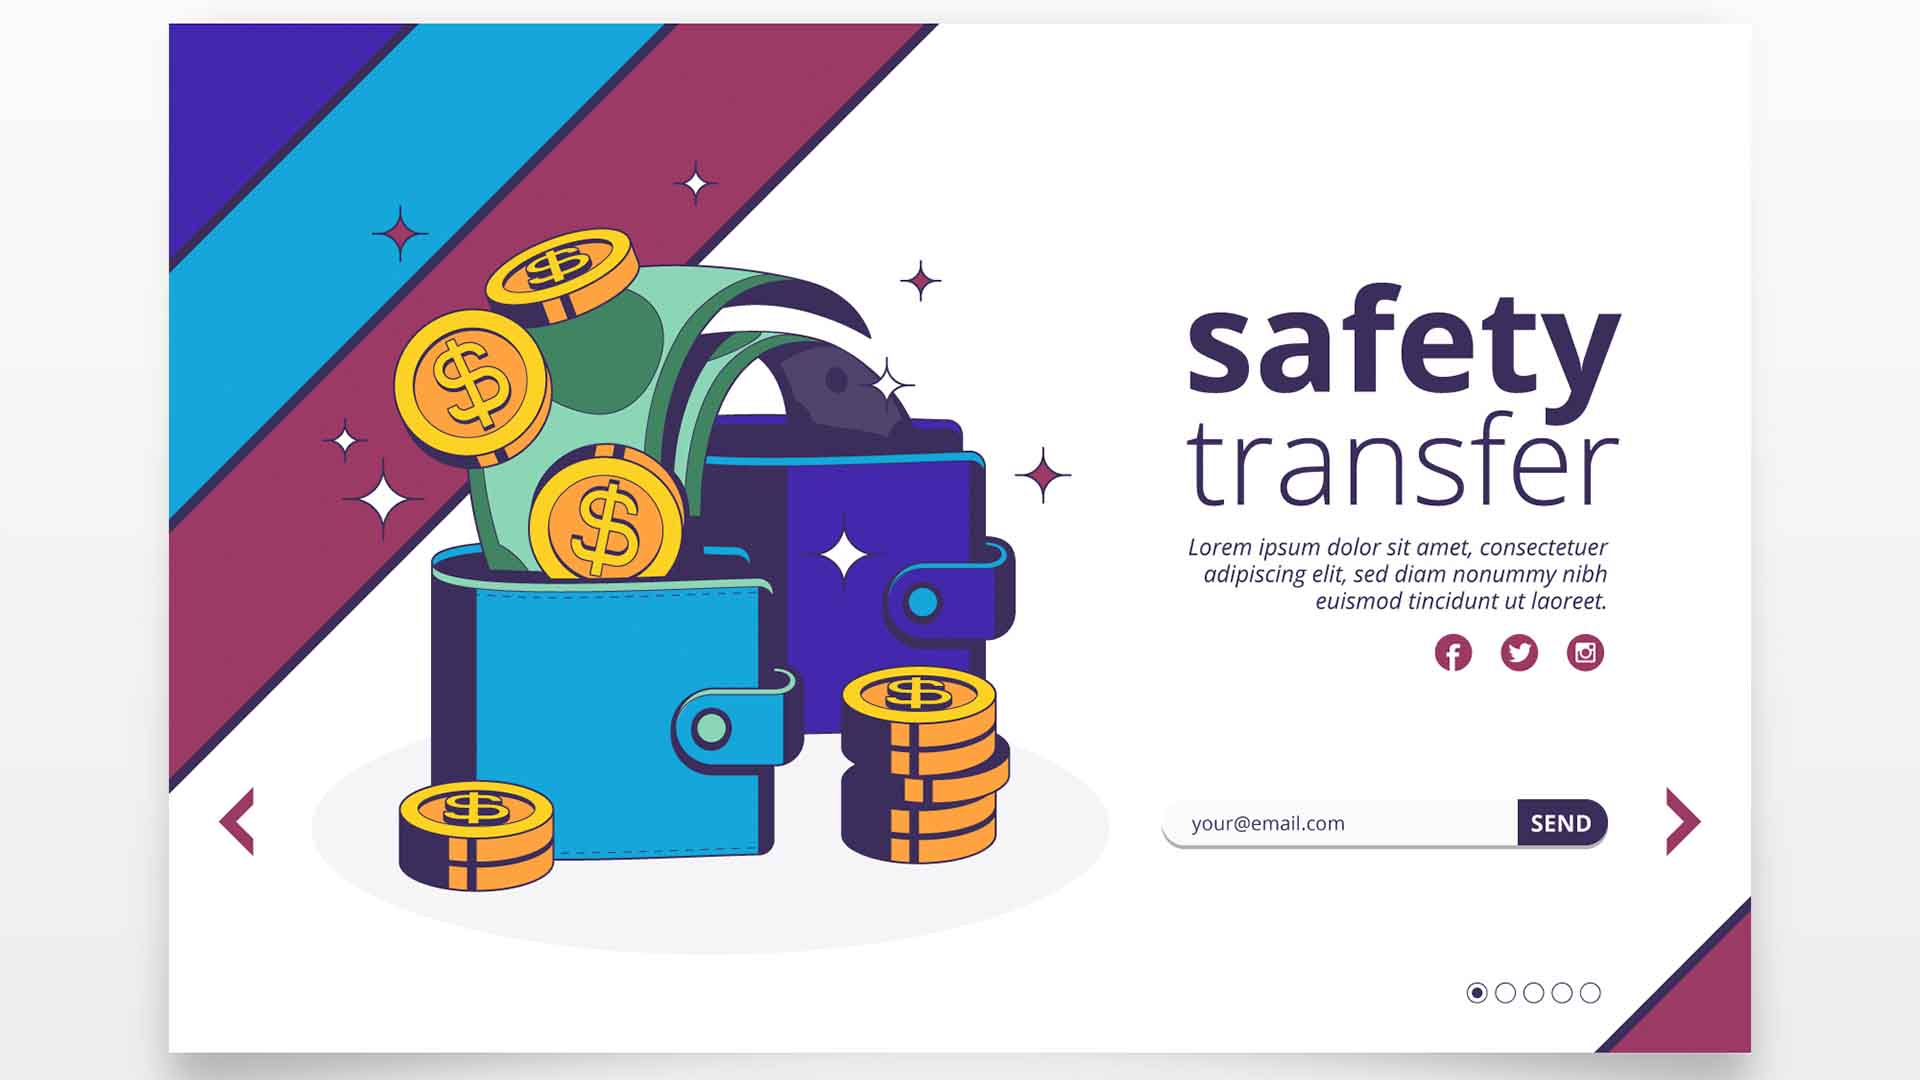 safety
transfer
Lorem ipsum dolor sit amet, consectetuer
adipiscing elit, sed diam nonummy nibh
euismod tincidunt ut laoreet.
your@email.com
SEND